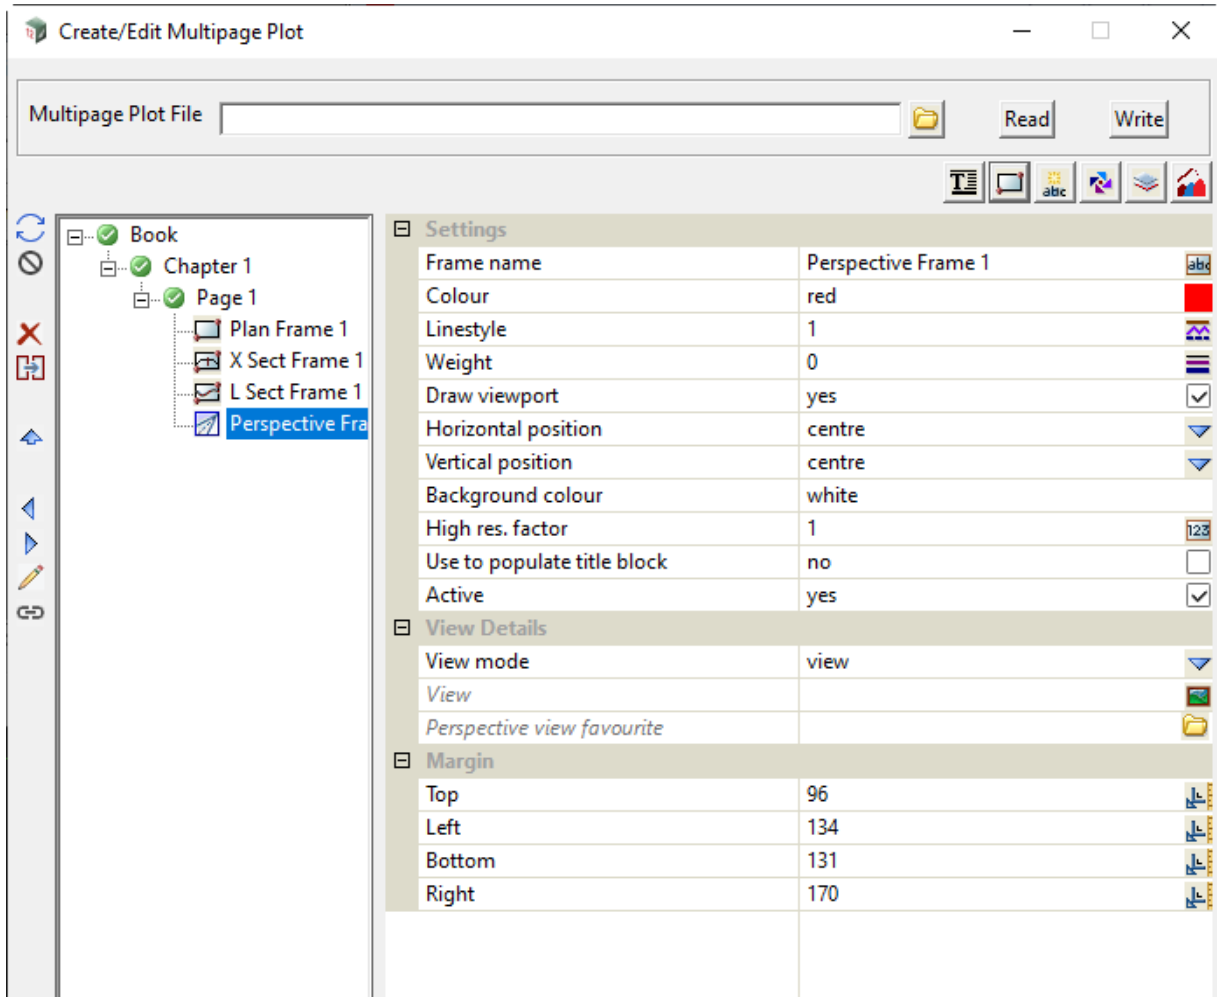 Create/Edit Multipage Plot
Multipage Plot File
Read
Write
Book
Chapter 1
Page 1
Plan Frame 1
X Sect Frame 1
L Sect Frame 1
Perspective Fra
Settings
Frame name Perspective Frame 1
Colour red
Linestyle 1
Weight 0
Draw viewport yes
Horizontal position centre
Vertical position centre
Background colour white
High res. factor 1
Use to populate title block no
Active yes
View Details
View mode view
View
Perspective view favourite
Margin
Top 96
Left 134
Bottom 131
Right 170